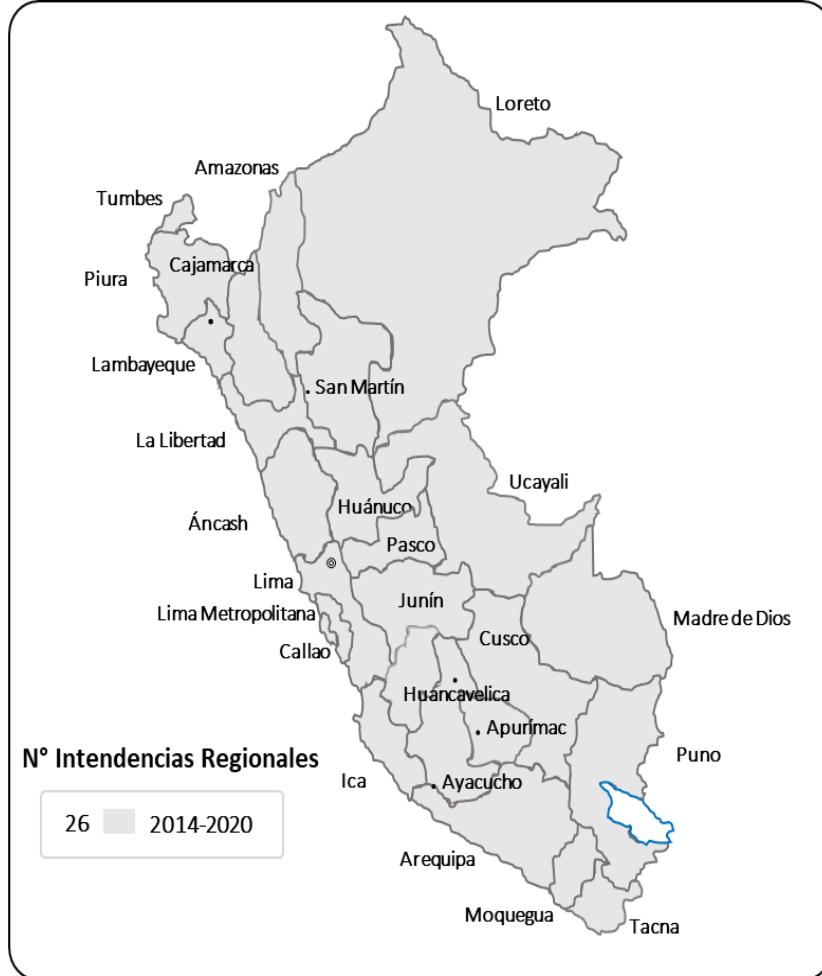 Loreto
Amazonas
Tumbes
Cajamarca
Piura
Lambayeque
San Martín
La Libertad
Ucayali
Huánuco
Áncash
Pasco
Lima
Junín
Lima Metropolitana
Madre de Dios
Cusco
Callao
Huancavelica
Apurímac
Puno
N° Intendencias Regionales
Ica
Ayacucho
26 2014-2020
Arequipa
Moquegua
Tacna